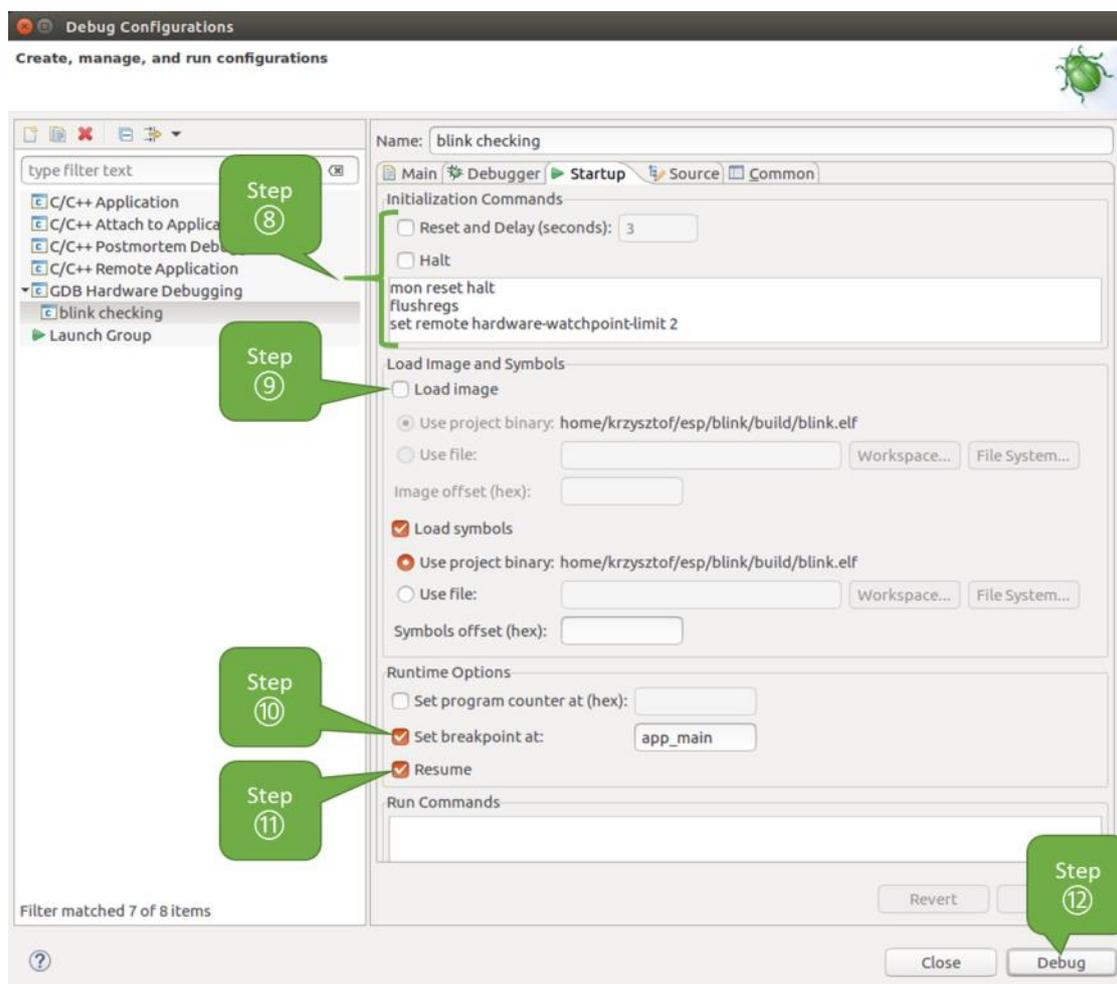 Debug Configurations
Create, manage, and run configurations
type filter text
C/C++ Application
C/C++ Attach to Applica
C/C++ Postmortem Debu
C/C++ Remote Application
GDB Hardware Debugging
blink checking
Launch Group
Filter matched 7 of 8 items
Step
⑧
Step
⑨
Step
⑩
Step
⑪
Name: blink checking
Main Debugger Startup Source Common
Initialization Commands
Reset and Delay (seconds): 3
Halt
mon reset halt
flushregs
set remote hardware-watchpoint-limit 2
Load Image and Symbols
Load image
Use project binary: home/krzysztof/esp/blink/build/blink.elf
Use file: Workspace... File System...
Image offset (hex):
Load symbols
Use project binary: home/krzysztof/esp/blink/build/blink.elf
Use file: Workspace... File System...
Symbols offset (hex):
Runtime Options
Set program counter at (hex):
Set breakpoint at: app_main
Resume
Run Commands
Step
⑫
Revert
Close Debug